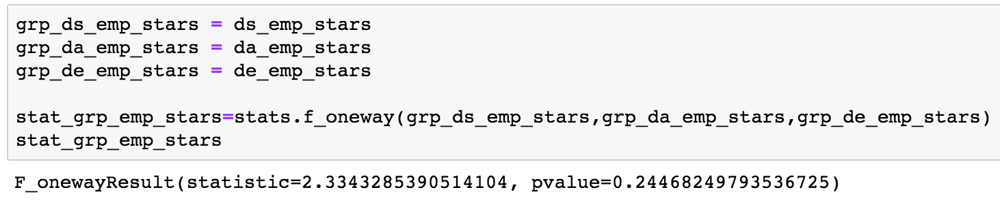 grp_ds_emp_stars = ds_emp_stars
grp_da_emp_stars = da_emp_stars
grp_de_emp_stars = de_emp_stars
stat_grp_emp_stars=stats.f_oneway(grp_ds_emp_stars,grp_da_emp_stars,grp_de_emp_stars)
stat_grp_emp_stars
F_onewayResult(statistic=2.3343285390514104, pvalue=0.24468249793536725)